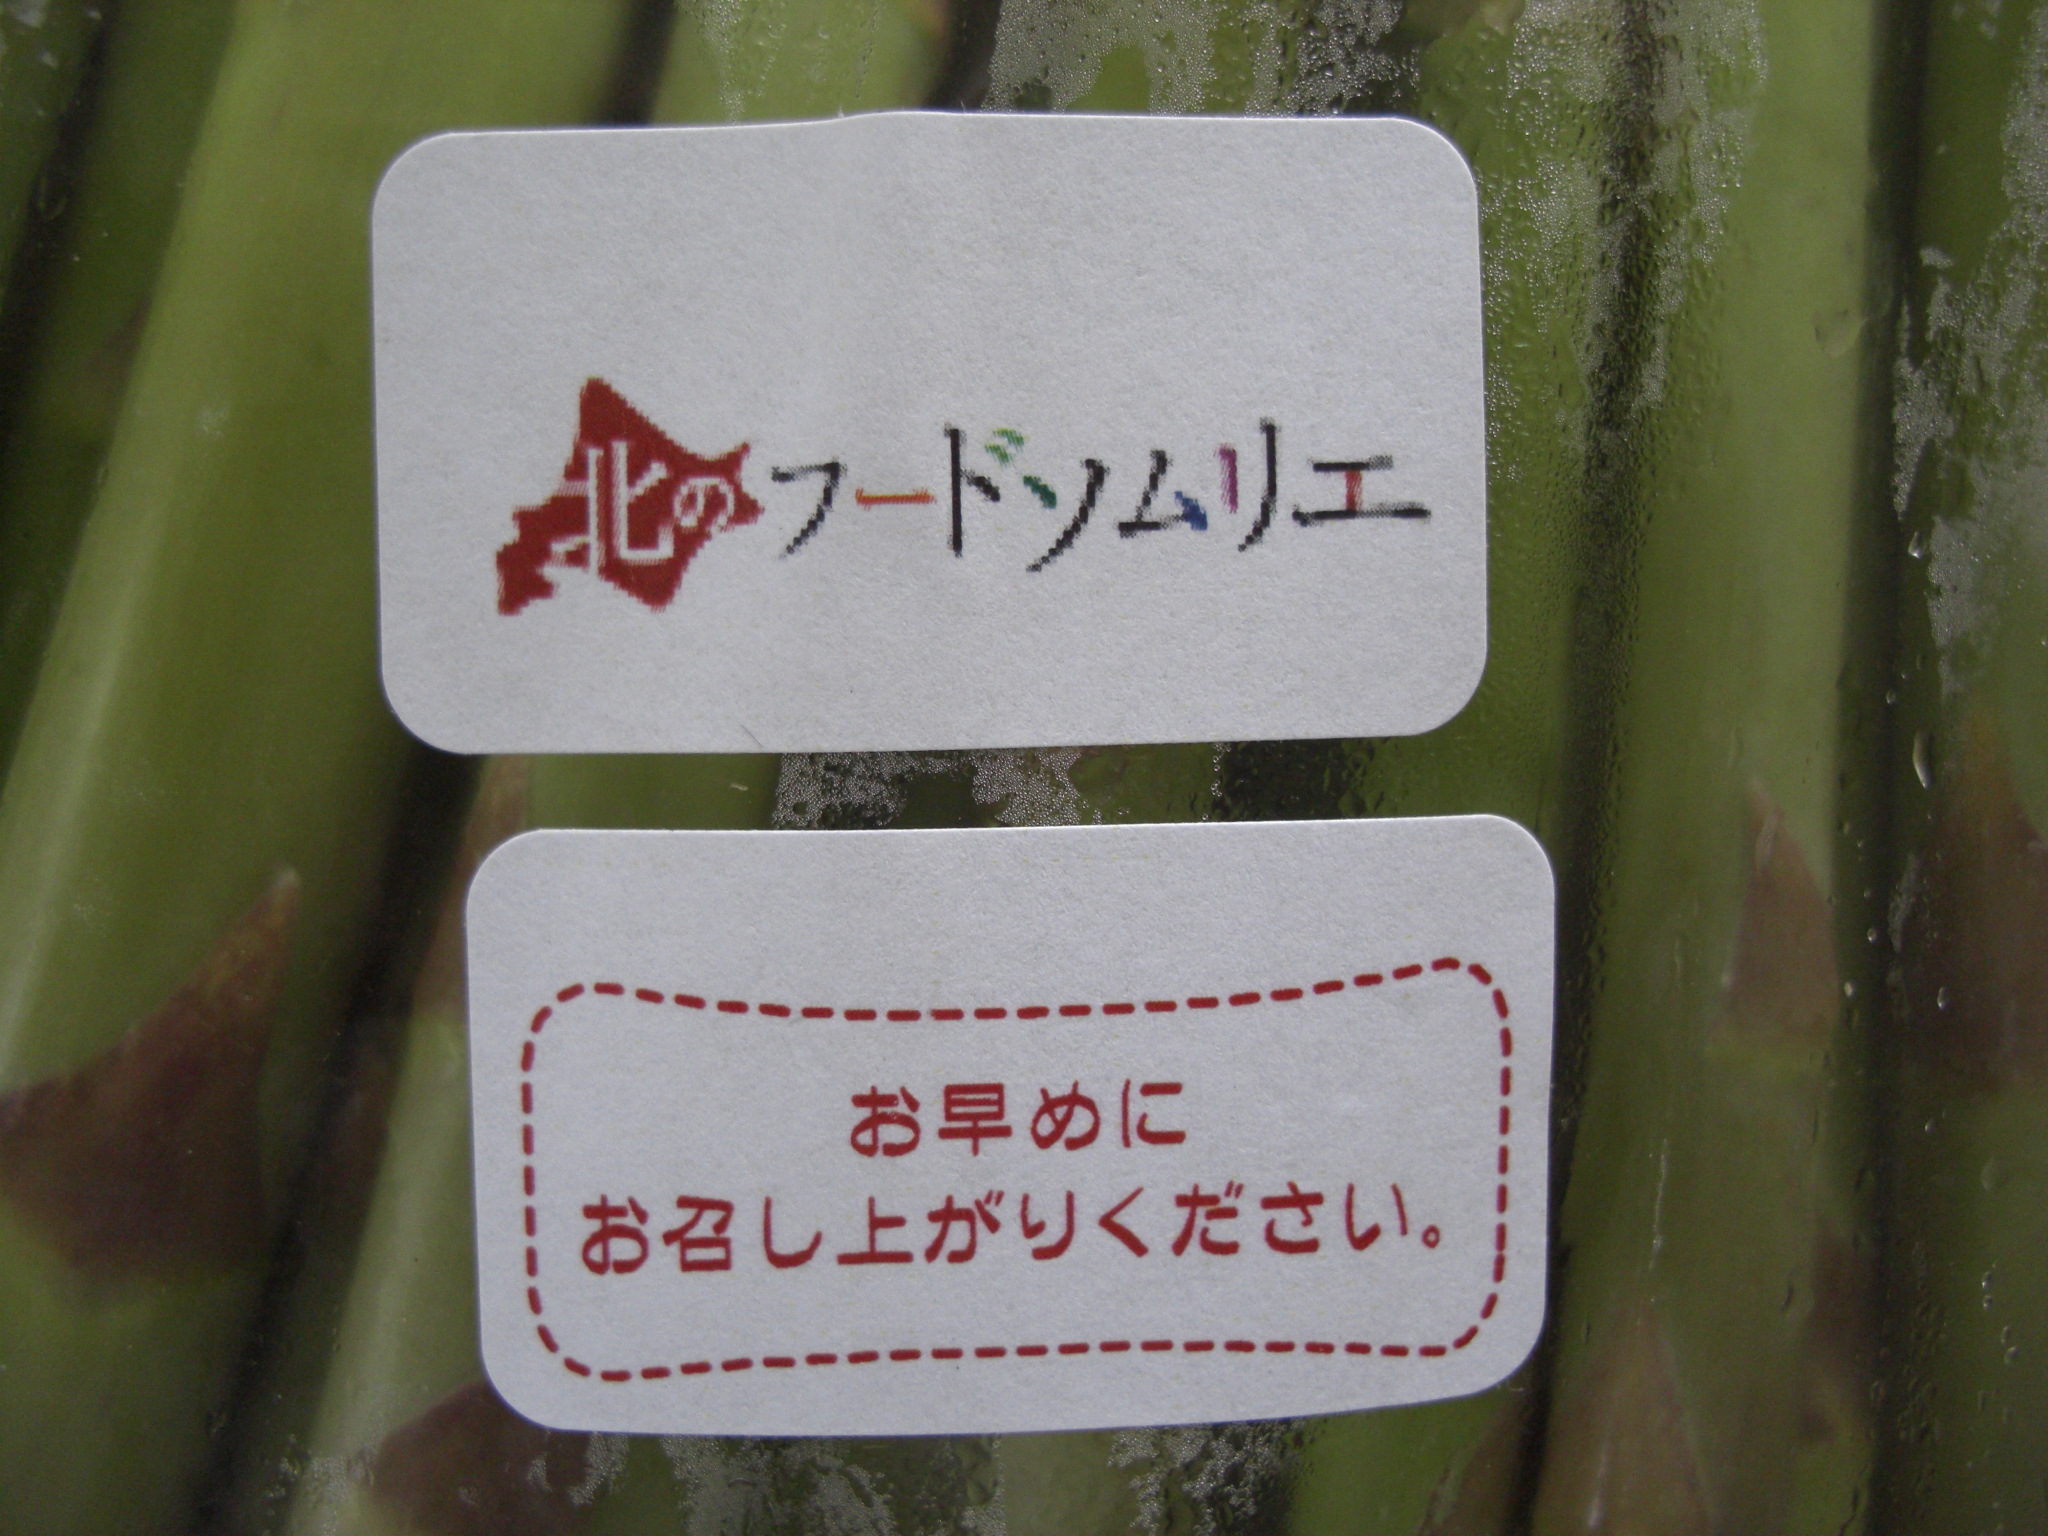 北のフードソムリエ
お早めに
お召し上がりください。